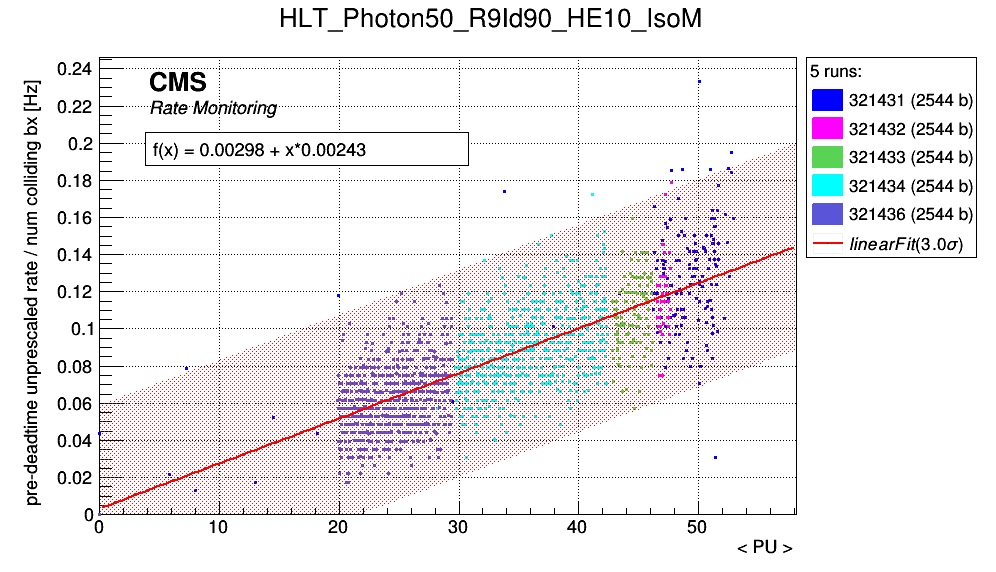 HLT_Photon50_R9Id90_HE10_IsoM
pre-deadtime unprescaled rate / num colliding bx [Hz]
0.24
0.22
0.2
0.18
0.16
0.14
0.12
0.1
0.08
0.06
0.04
0.02
0
CMS
Rate Monitoring
f(x) = 0.00298 + x*0.00243
0 10 20 30 40 50
< PU >
5 runs:
321431 (2544 b)
321432 (2544 b)
321433 (2544 b)
321434 (2544 b)
321436 (2544 b)
linearFit(3.0σ)